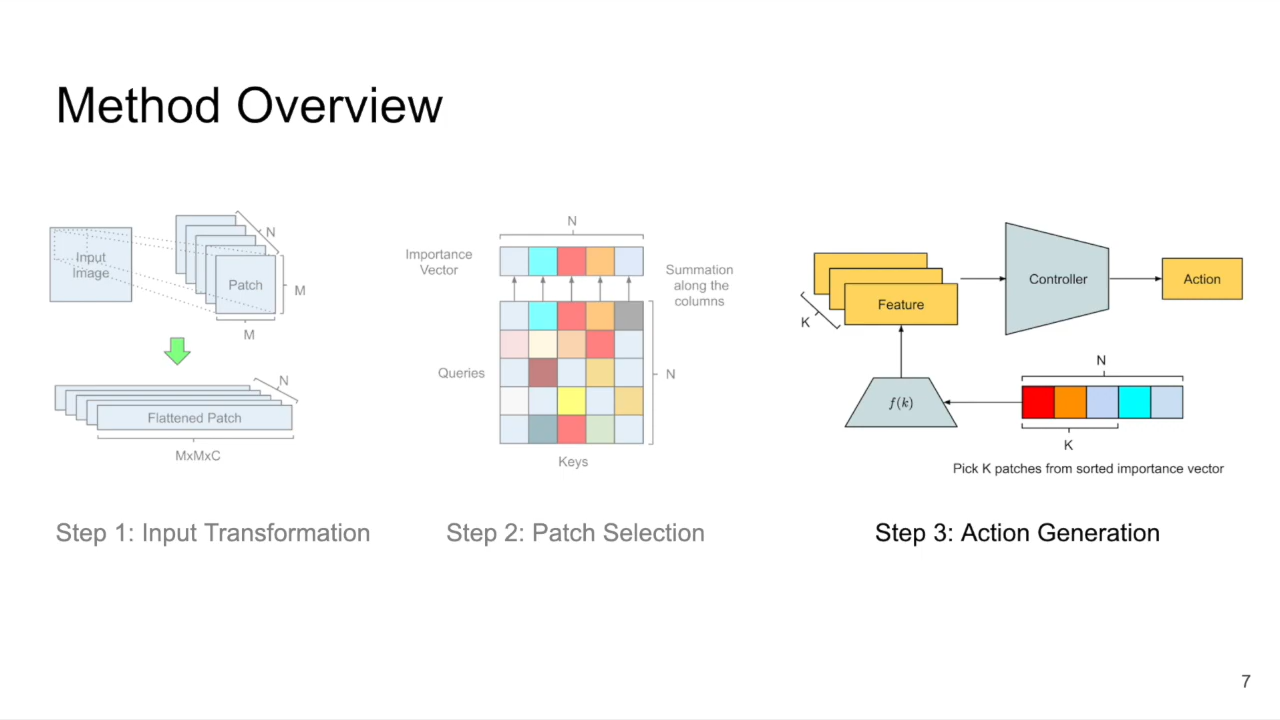 Method Overview
Input
Image
Patch
N
M
M
Flattened Patch
N
MxMxC
Step 1: Input Transformation
N
Importance
Vector
Summation
along the
columns
Queries
N
Keys
Step 2: Patch Selection
Feature
K
Controller
Action
f(k)
N
K
Pick K patches from sorted importance vector
Step 3: Action Generation
7